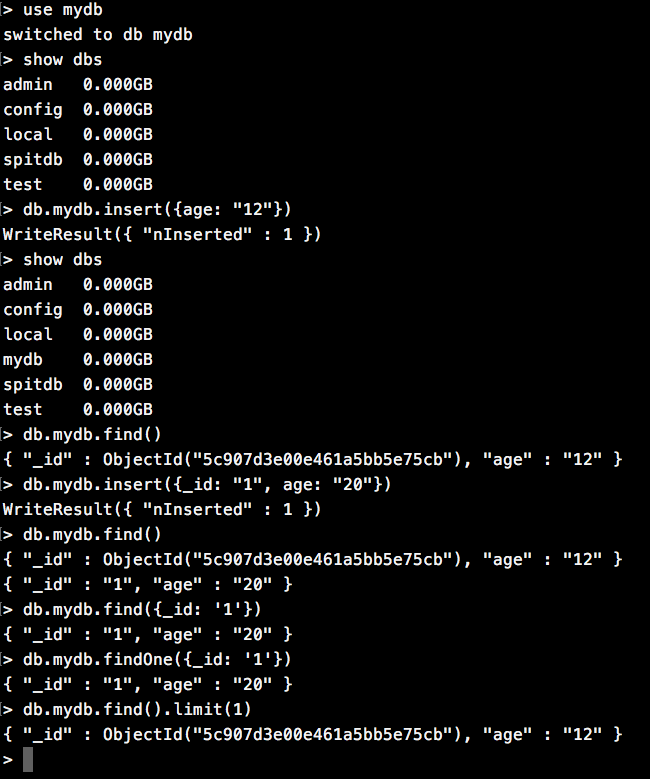 > use mydb
switched to db mydb
> show dbs
admin   0.000GB
config  0.000GB
local   0.000GB
spitdb  0.000GB
test    0.000GB
> db.mydb.insert({age: "12"})
WriteResult({ "nInserted" : 1 })
> show dbs
admin   0.000GB
config  0.000GB
local   0.000GB
mydb    0.000GB
spitdb  0.000GB
test    0.000GB
> db.mydb.find()
{ "_id" : ObjectId("5c907d3e00e461a5bb5e75cb"), "age" : "12" }
> db.mydb.insert({_id: "1", age: "20"})
WriteResult({ "nInserted" : 1 })
> db.mydb.find()
{ "_id" : ObjectId("5c907d3e00e461a5bb5e75cb"), "age" : "12" }
{ "_id" : "1", "age" : "20" }
> db.mydb.find({_id: '1'})
{ "_id" : "1", "age" : "20" }
> db.mydb.findOne({_id: '1'})
{ "_id" : "1", "age" : "20" }
> db.mydb.find().limit(1)
{ "_id" : ObjectId("5c907d3e00e461a5bb5e75cb"), "age" : "12" }
>